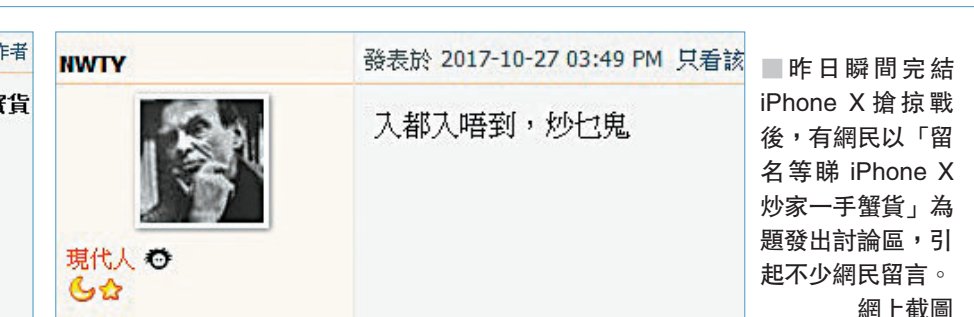 作者
貨
NWTY
發表於 2017-10-27 03:49 PM 只看該
入都入唔到，炒乜鬼
現代人
■昨日瞬間完結
iPhone X 搶掠戰
後，有網民以「留
名等睇 iPhone X
炒家一手蟹貨」為
題發出討論區，引
起不少網民留言。
網上截圖